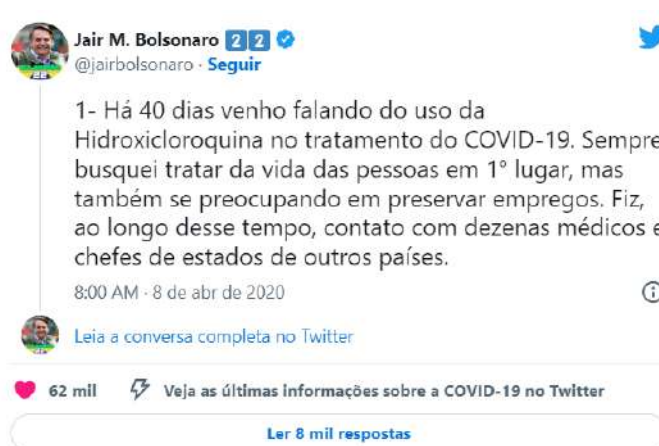 Jair M. Bolsonaro 2️⃣2️⃣
@jairbolsonaro · Seguir
1- Há 40 dias venho falando do uso da
Hidroxicloroquina no tratamento do COVID-19. Sempre
busquei tratar da vida das pessoas em 1° lugar, mas
também se preocupando em preservar empregos. Fiz,
ao longo desse tempo, contato com dezenas médicos e
chefes de estados de outros países.
8:00 AM · 8 de abr de 2020
Leia a conversa completa no Twitter
62 mil Veja as últimas informações sobre a COVID-19 no Twitter
Ler 8 mil respostas